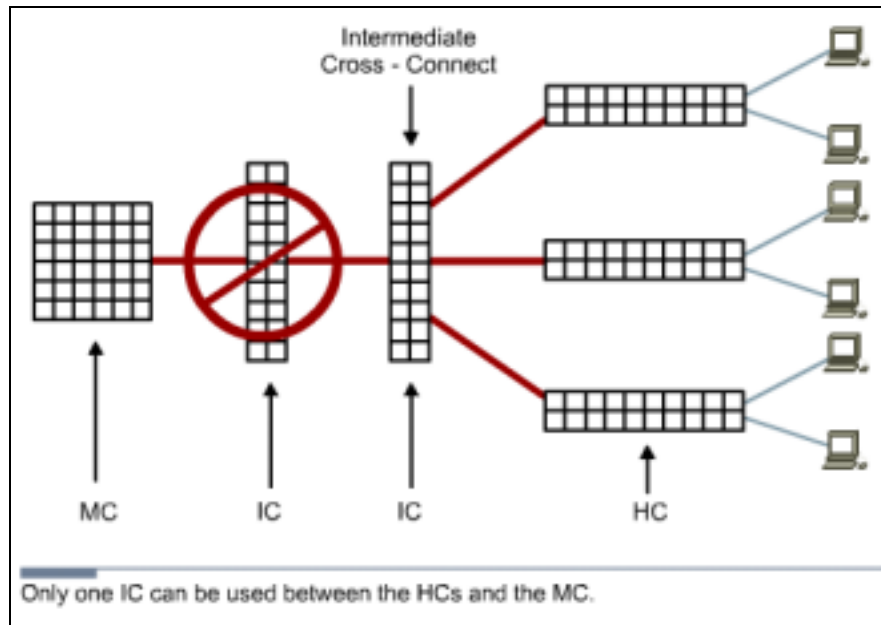 Intermediate
Cross - Connect
MC
IC
IC
HC
Only one IC can be used between the HCs and the MC.